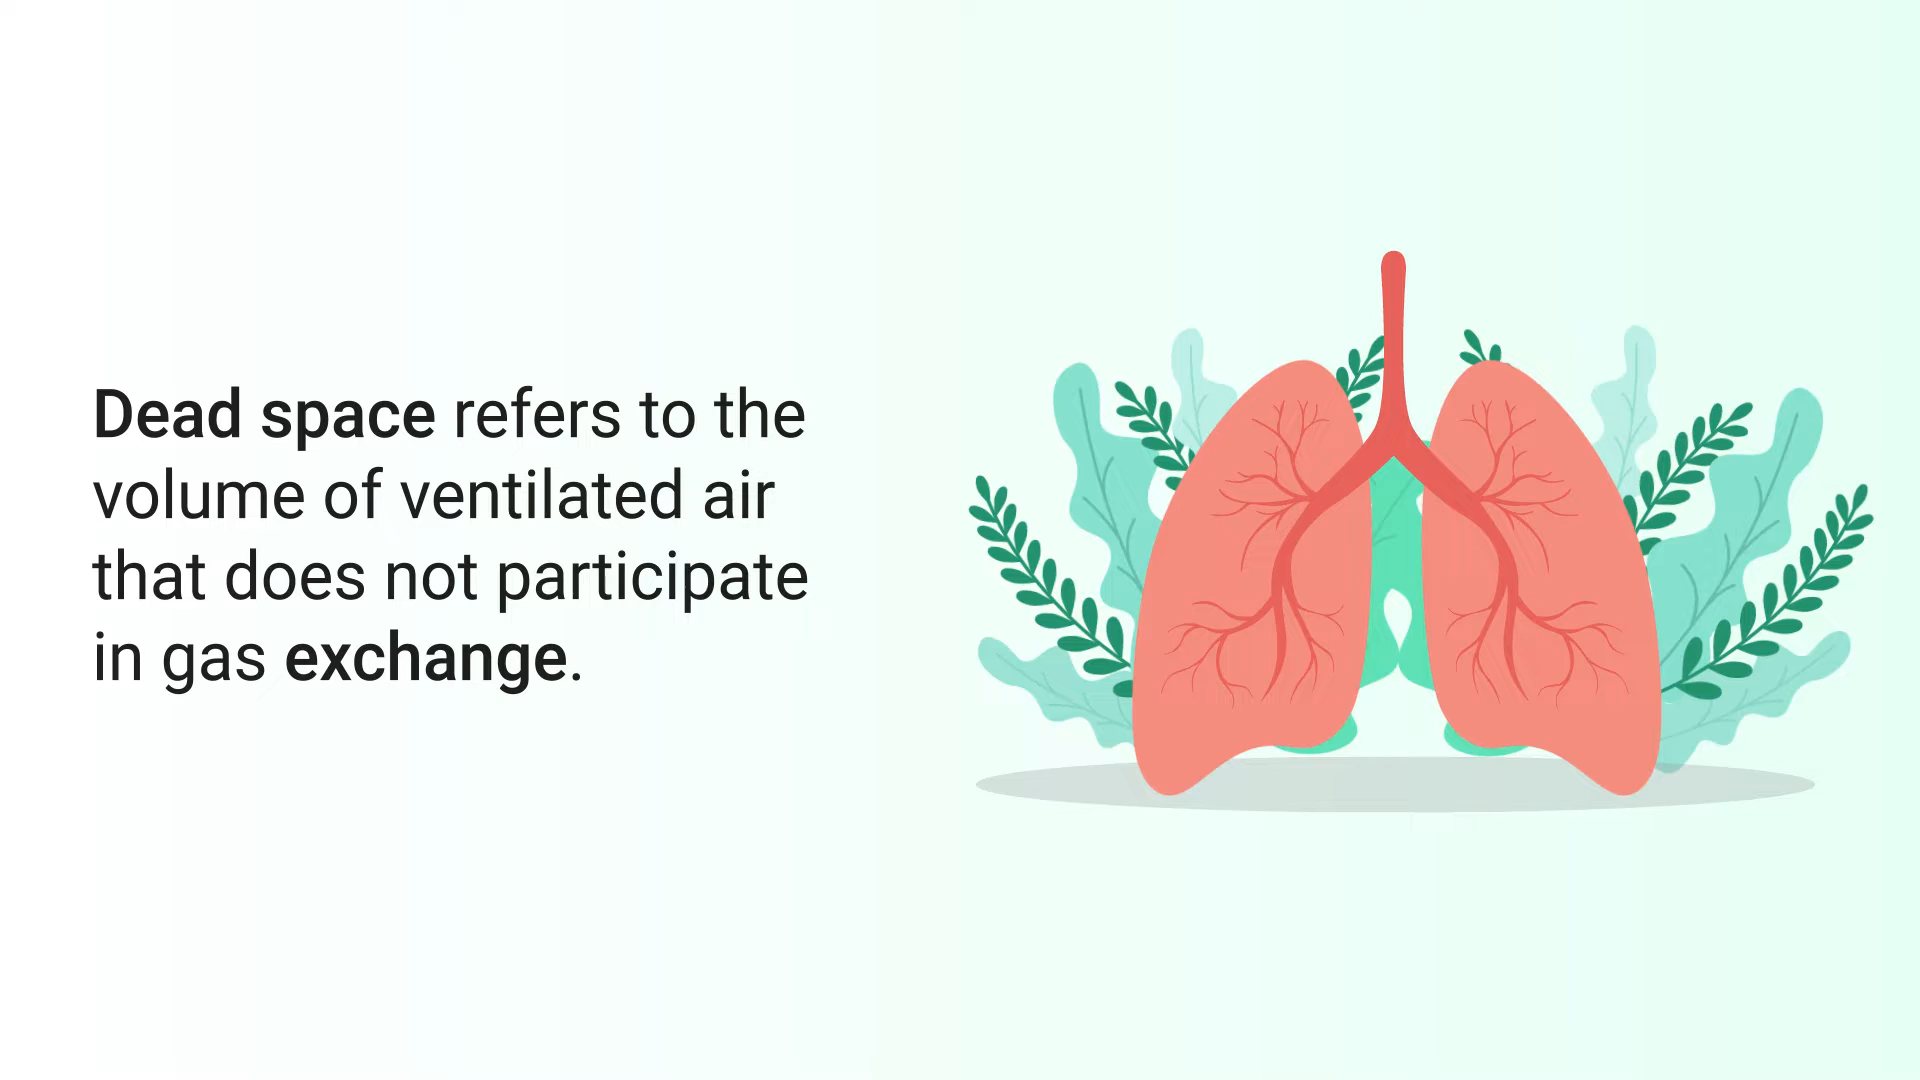 Dead space refers to the
volume of ventilated air
that does not participate
in gas exchange.